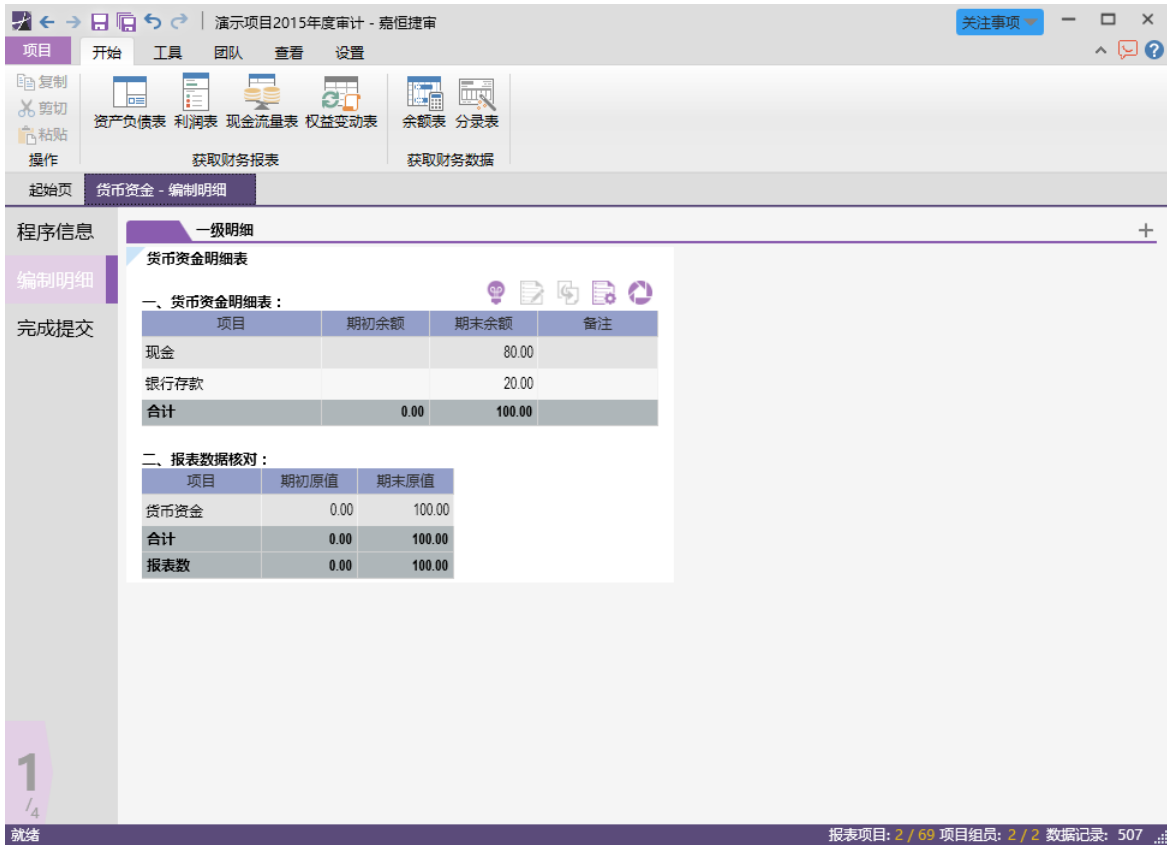 演示项目2015年度审计 - 嘉恒捷审 关注事项
项目 开始 工具 团队 查看 设置
复制
剪切
粘贴
资产负债表 利润表 现金流量表 权益变动表 余额表 分录表
操作 获取财务报表 获取财务数据
起始页 货币资金 - 编制明细
程序信息
编制明细
完成提交
一级明细
货币资金明细表
一、货币资金明细表：
项目 期初余额 期末余额 备注
现金 80.00
银行存款 20.00
合计 0.00 100.00
二、报表数据核对：
项目 期初原值 期末原值
货币资金 0.00 100.00
合计 0.00 100.00
报表数 0.00 100.00
1
/4
就绪 报表项目: 2 / 69 项目组员: 2 / 2 数据记录: 507